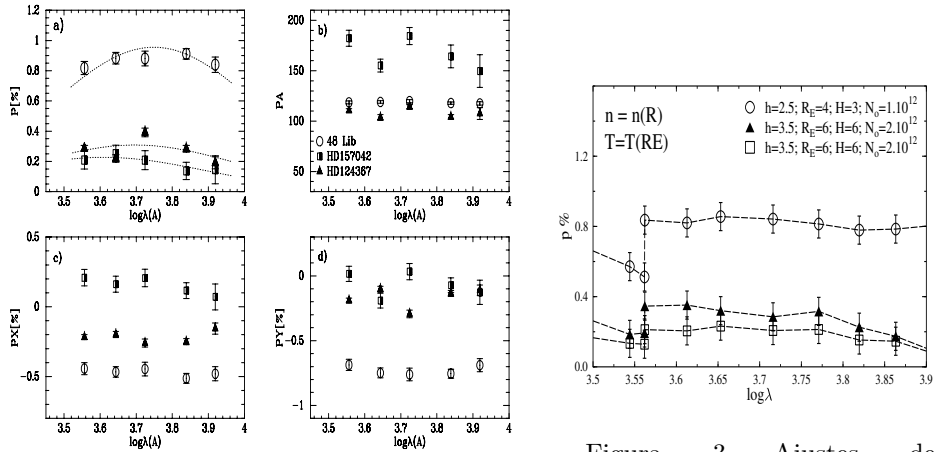 a)
P[%]
1.2
1
0.8
0.6
0.4
0.2
0
3.5 3.6 3.7 3.8 3.9 4
logλ(A)
b)
PA
200
150
100
50
48 Lib
HD157042
HD124367
3.5 3.6 3.7 3.8 3.9 4
logλ(A)
c)
PX[%]
0.5
0
−0.5
3.5 3.6 3.7 3.8 3.9 4
logλ(A)
d)
PY[%]
0
−0.5
−1
3.5 3.6 3.7 3.8 3.9 4
logλ(A)
n = n(R)
T=T(RE)
h=2.5; R_E=4; H=3; N_o=1.10^12
h=3.5; R_E=6; H=6; N_o=2.10^12
h=3.5; R_E=6; H=6; N_o=2.10^12
p %
1.2
0.8
0.4
0.0
3.5 3.55 3.6 3.65 3.7 3.75 3.8 3.85 3.9
logλ
Figura 3. Ajustes de